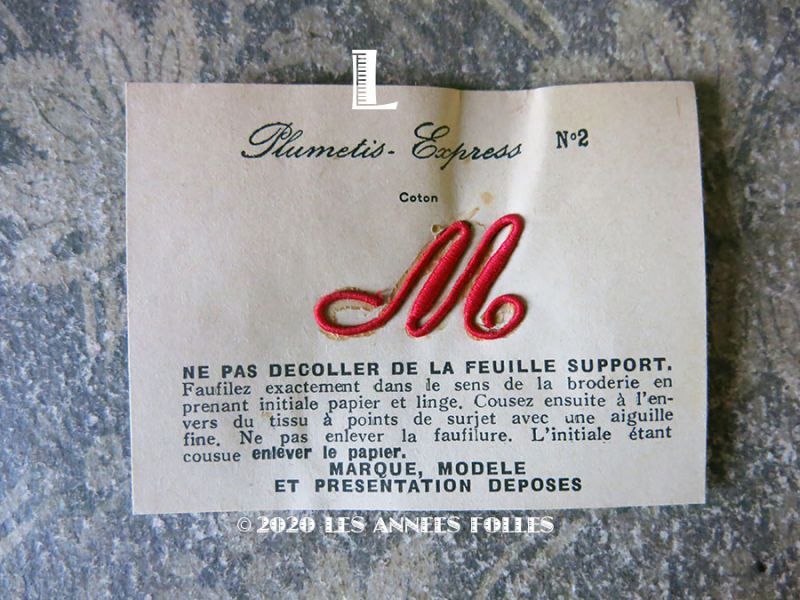 L
Plumetis-Express Nº2
Coton
M
NE PAS DECOLLER DE LA FEUILLE SUPPORT.
Faufilez exactement dans le sens de la broderie en
prenant initiale papier et linge. Cousez ensuite à l'en-
vers du tissu à points de surjet avec une aiguille
fine. Ne pas enlever la faufilure. L'initiale étant
cousue enlever le papier.
MARQUE, MODELE
ET PRESENTATION DEPOSES
© 2020 LES ANNEES FOLLES